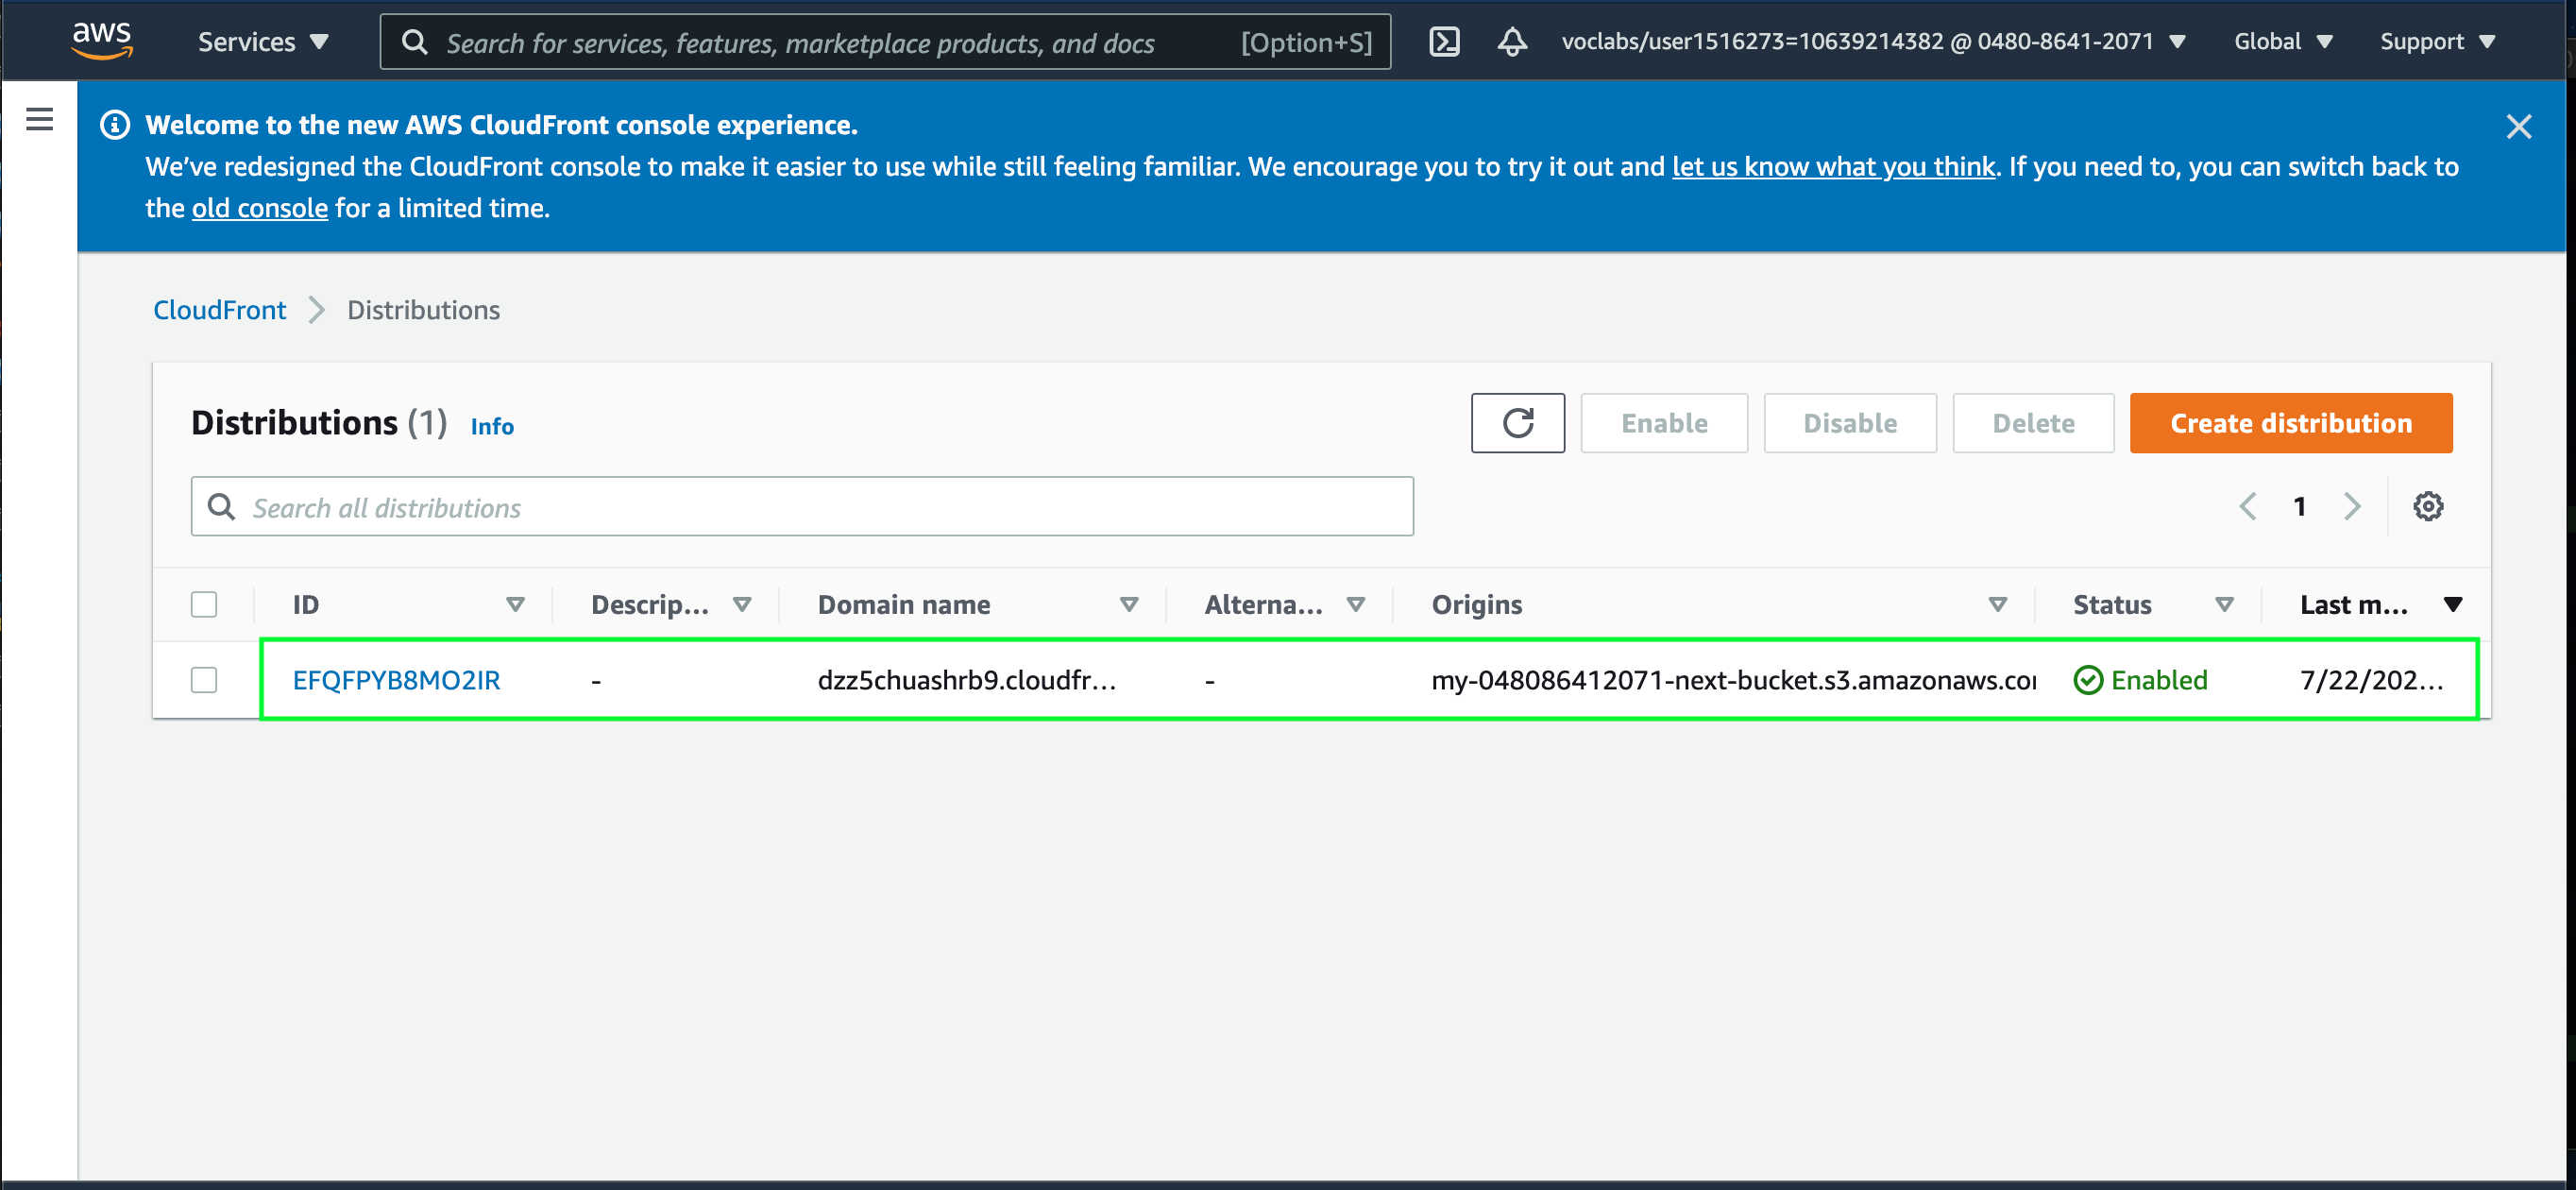 aws Services Search for services, features, marketplace products, and docs [Option+S] voclabs/user1516273=10639214382 @ 0480-8641-2071 Global Support
Welcome to the new AWS CloudFront console experience.
We’ve redesigned the CloudFront console to make it easier to use while still feeling familiar. We encourage you to try it out and let us know what you think. If you need to, you can switch back to
the old console for a limited time.
CloudFront Distributions
Distributions (1) Info Enable Disable Delete Create distribution
Search all distributions 1
ID Descrip... Domain name Alterna... Origins Status Last m...
EFQFPYB8MO2IR - dzz5chuashrb9.cloudfr... - my-048086412071-next-bucket.s3.amazonaws.com Enabled 7/22/202...